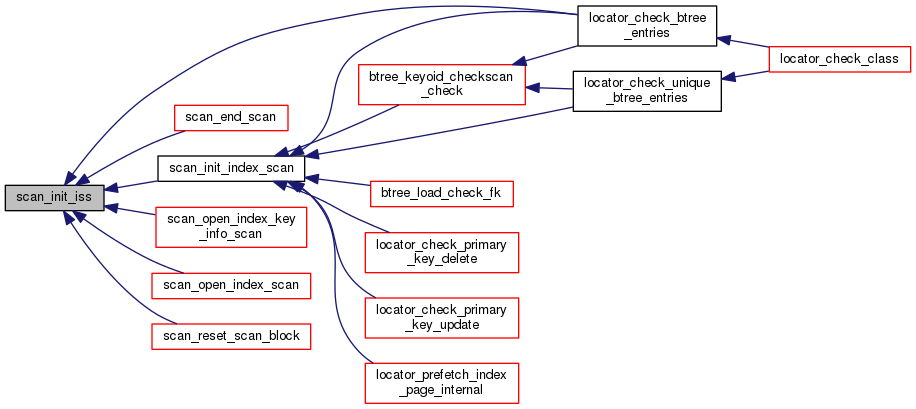 locator_check_btree
_entries
locator_check_class
btree_keyoid_checkscan
_check
locator_check_unique
_btree_entries
scan_end_scan
scan_init_index_scan
scan_init_iss
btree_load_check_fk
scan_open_index_key
_info_scan
locator_check_primary
_key_delete
scan_open_index_scan
locator_check_primary
_key_update
scan_reset_scan_block
locator_prefetch_index
_page_internal